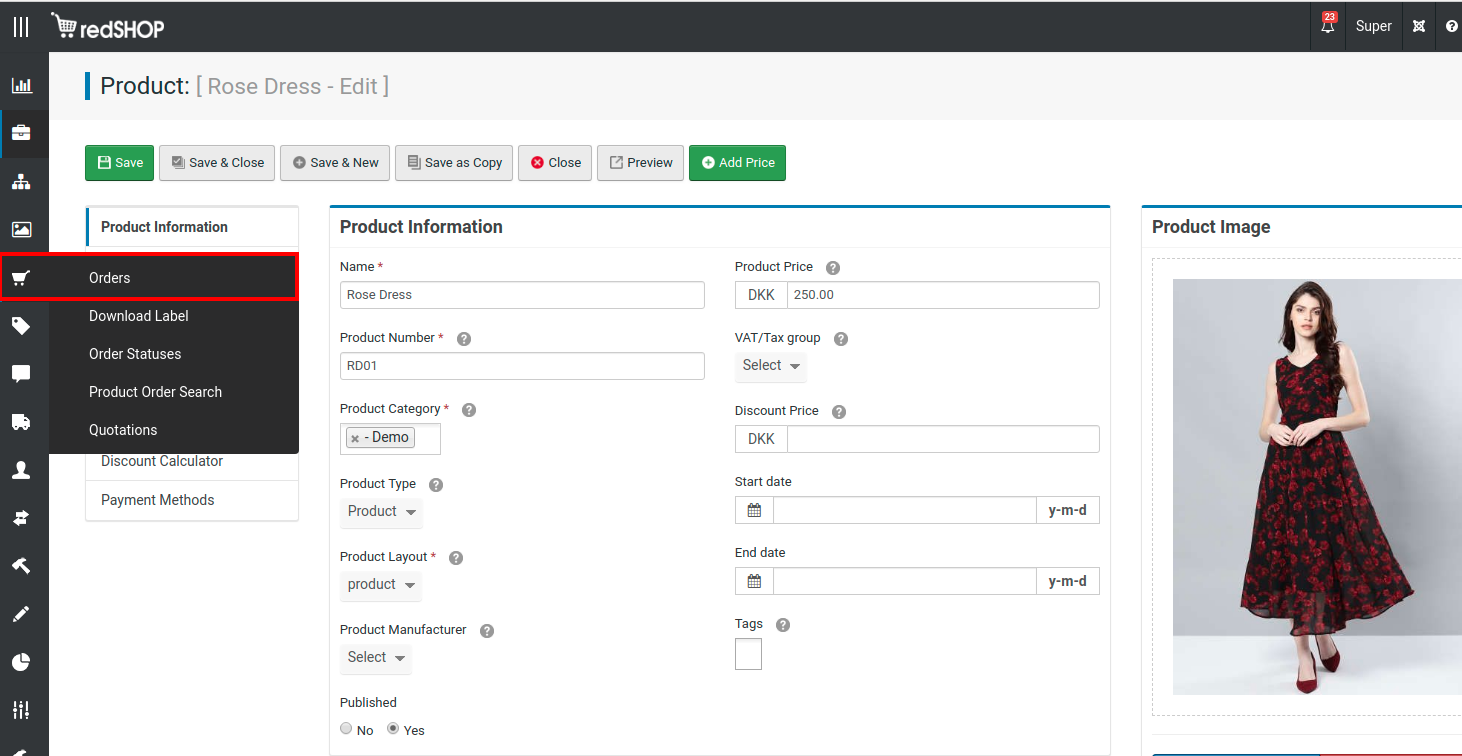 redSHOP
23
Super
Product: [ Rose Dress - Edit ]
Save
Save & Close
Save & New
Save as Copy
Close
Preview
Add Price
Product Information
Orders
Download Label
Order Statuses
Product Order Search
Quotations
Discount Calculator
Payment Methods
Product Information
Name *
Rose Dress
Product Number * ?
RD01
Product Category * ?
× - Demo
Product Type ?
Product
Product Layout * ?
product
Product Manufacturer ?
Select
Published
No Yes
Product Price ?
DKK 250.00
VAT/Tax group ?
Select
Discount Price ?
DKK
Start date
y-m-d
End date
y-m-d
Tags ?
Product Image